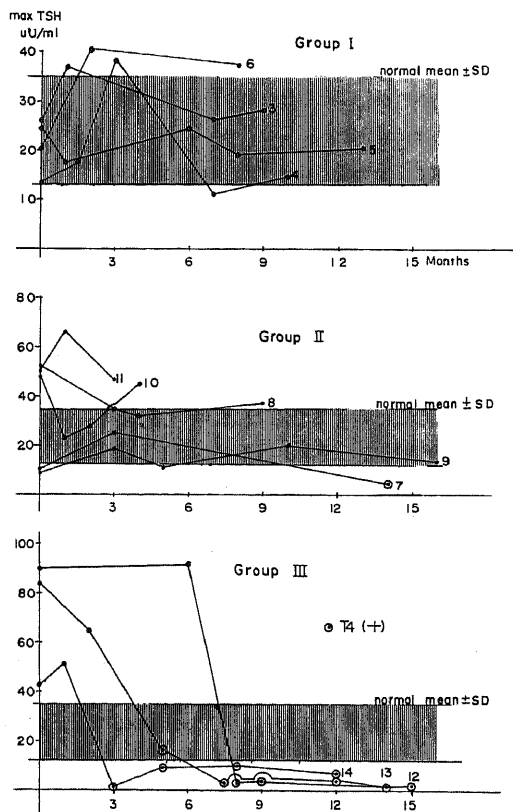 max TSH
uU/ml
Group I
40
6
normal mean ± SD
30
3
20
5
4
10
3 6 9 12 15 Months
80
Group II
60
11 10
40
8
normal mean ± SD
20
9
7
1 3 6 9 12 15
100
Group III
80
T4 (+)
60
40
normal mean ± SD
20
14 13 12
3 6 9 12 15